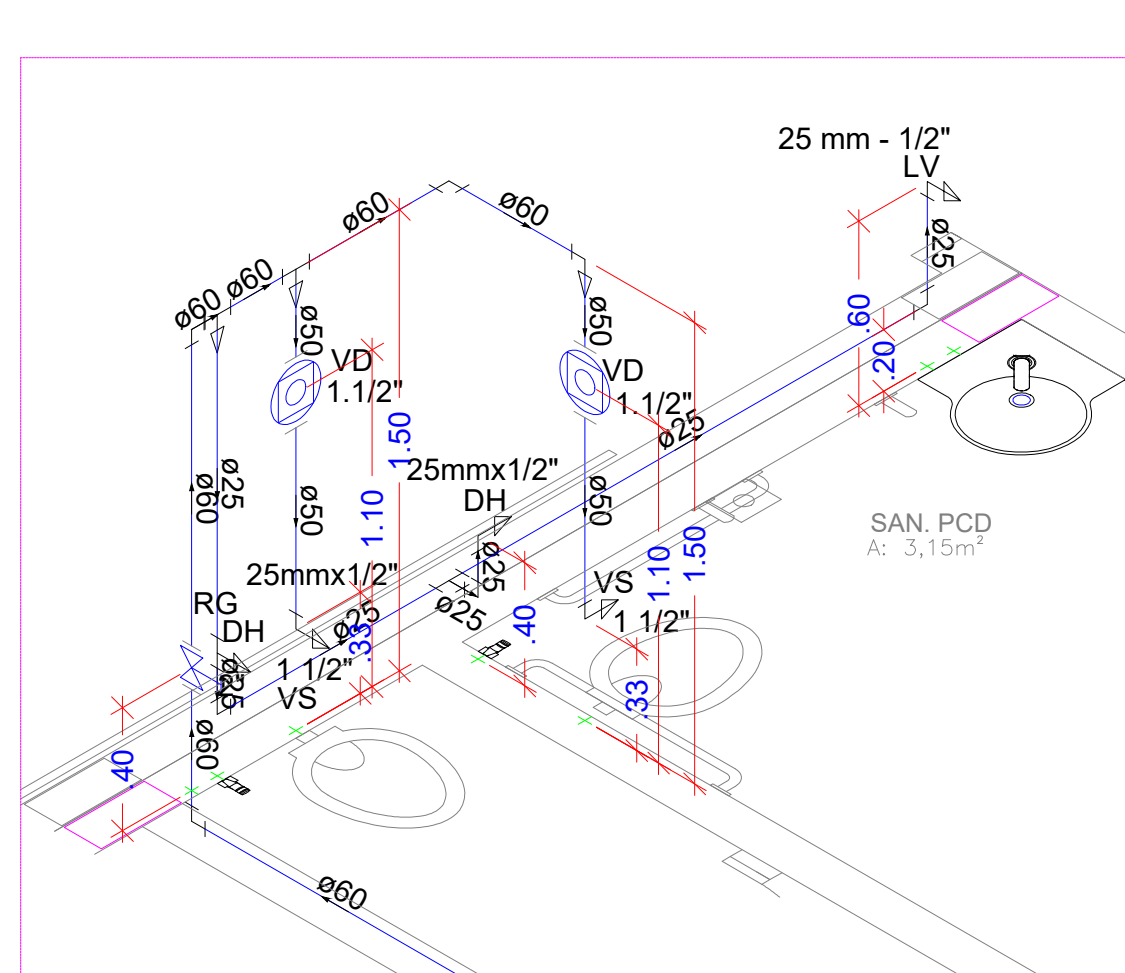 25 mm - 1/2"
LV
ø60
ø60
ø60
ø60
ø25
ø50
ø50
.60
.20
VD
1.1/2"
VD
1.1/2"
ø25
1.50
25mmx1/2"
DH
ø60
ø25
ø50
ø50
1.10
SAN. PCD
A: 3,15m²
1.50
1.10
ø25
25mmx1/2"
VS
1 1/2"
RG
DH
ø25
.33
ø25
.40
1 1/2"
VS
ø25
.33
ø60
.40
ø60